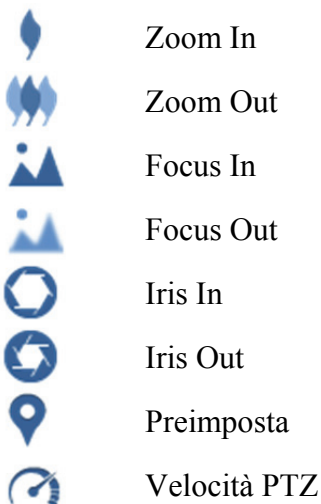 Zoom In
Zoom Out
Focus In
Focus Out
Iris In
Iris Out
Preimposta
Velocità PTZ